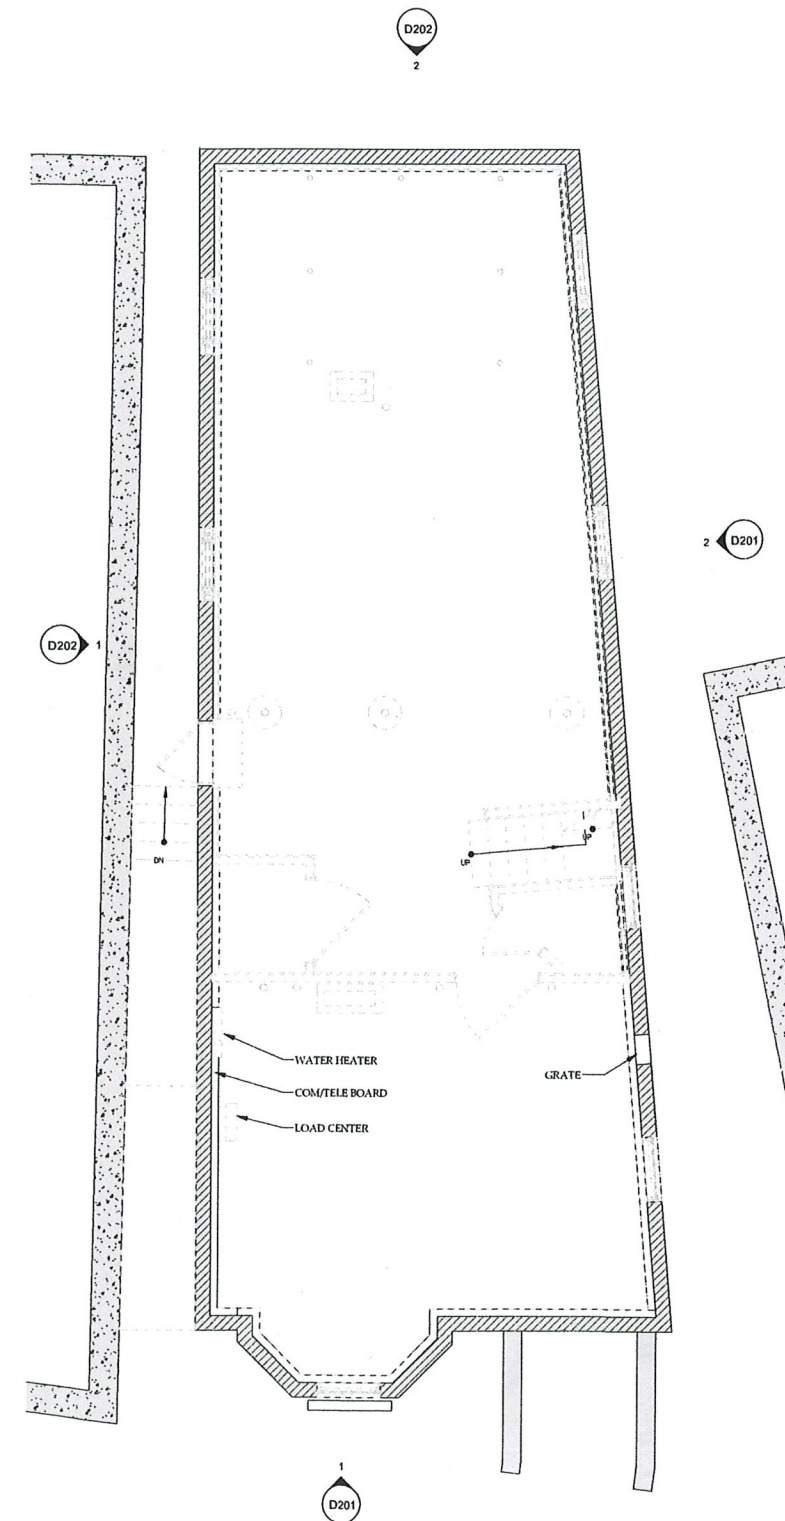 D202
2
2 D201
D202 1
DN
UP
UP
WATER HEATER
GRATE
COM/TELE BOARD
LOAD CENTER
1
D201